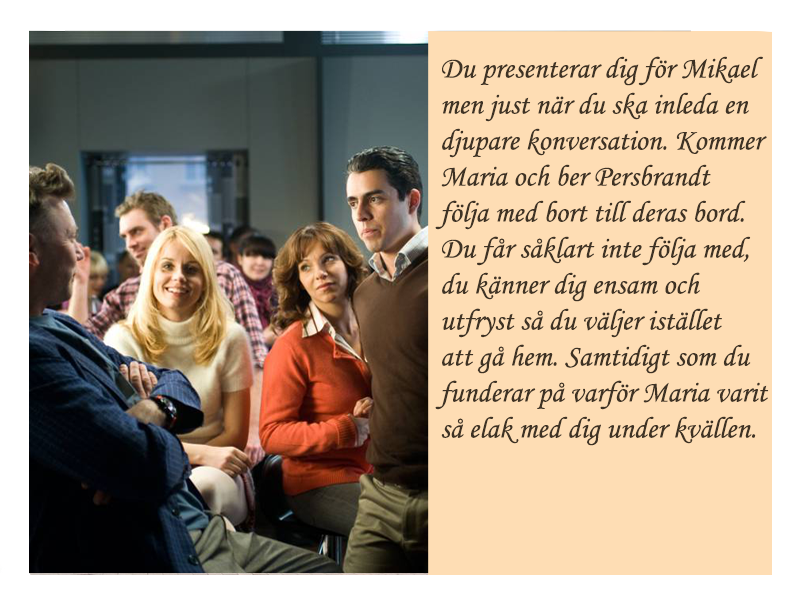 Du presenterar dig för Mikael
men just när du ska inleda en
djupare konversation. Kommer
Maria och ber Persbrandt
följa med bort till deras bord.
Du får såklart inte följa med,
du känner dig ensam och
utfryst så du väljer istället
att gå hem. Samtidigt som du
funderar på varför Maria varit
så elak med dig under kvällen.